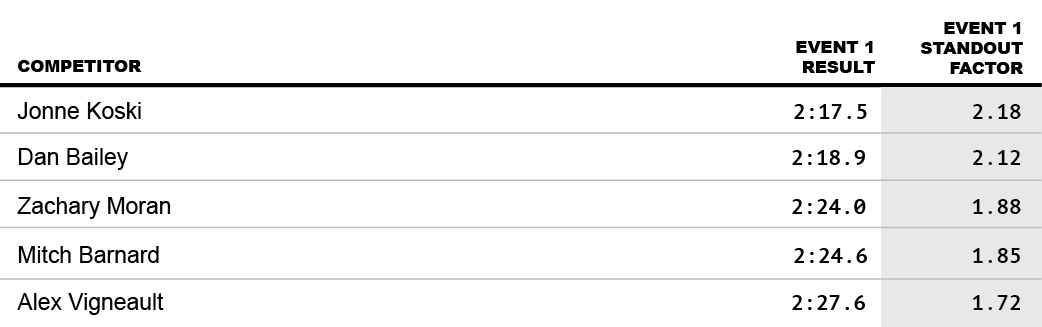 COMPETITOR EVENT 1 RESULT EVENT 1 STANDOUT FACTOR
Jonne Koski 2:17.5 2.18
Dan Bailey 2:18.9 2.12
Zachary Moran 2:24.0 1.88
Mitch Barnard 2:24.6 1.85
Alex Vigneault 2:27.6 1.72